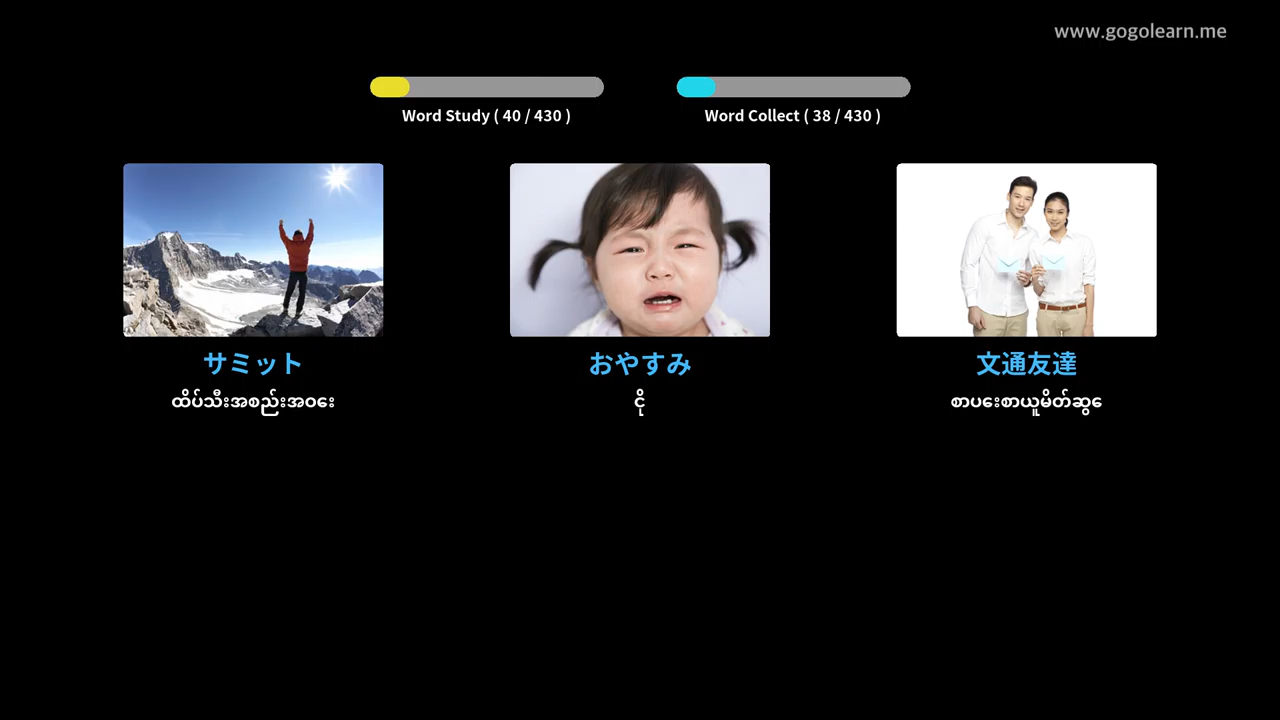 www.gogolearn.me
Word Study ( 40 / 430 )
Word Collect ( 38 / 430 )
サミット
おやすみ
文通友達
ထိပ်သီးအစည်းအဝေး
ငို
စာပေးစာယူမိတ်ဆွေ